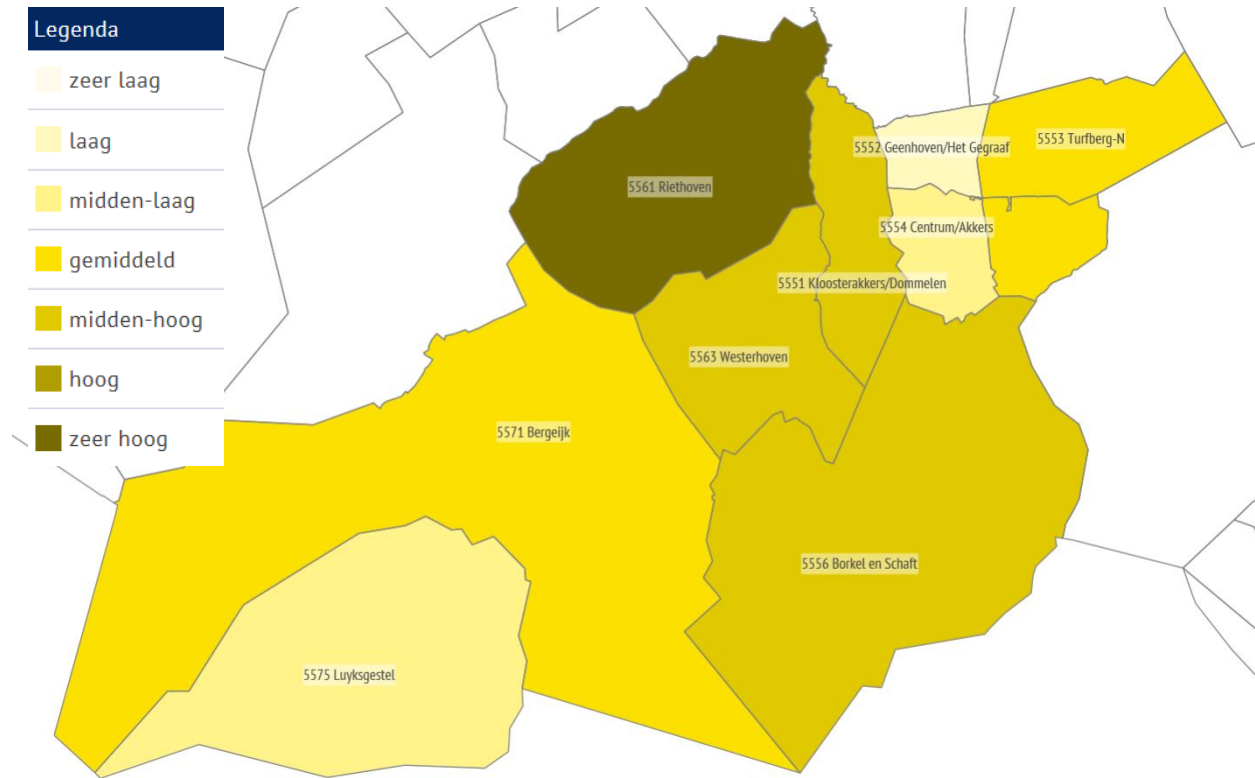 Legenda
zeer laag
laag
midden-laag
gemiddeld
midden-hoog
hoog
zeer hoog
5552 Geenhoven/Het Gegraaf
5553 Turfberg-N
5561 Riethoven
5554 Centrum/Akkers
5551 Kloosterakkers/Dommelen
5563 Westerhoven
5571 Bergeijk
5556 Borkel en Schaft
5575 Luyksgestel